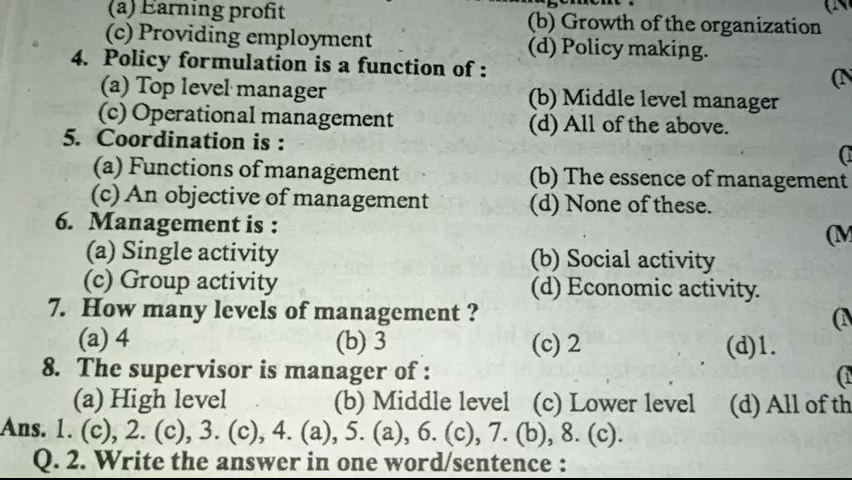 (a) Earning profit
(b) Growth of the organization
(c) Providing employment
(d) Policy making.
4. Policy formulation is a function of :
(a) Top level manager
(b) Middle level manager
(c) Operational management
(d) All of the above.
5. Coordination is :
(a) Functions of management
(b) The essence of management
(c) An objective of management
(d) None of these.
6. Management is :
(a) Single activity
(b) Social activity
(c) Group activity
(d) Economic activity.
7. How many levels of management ?
(a) 4 (b) 3 (c) 2 (d)1.
8. The supervisor is manager of :
(a) High level (b) Middle level (c) Lower level (d) All of th
Ans. 1. (c), 2. (c), 3. (c), 4. (a), 5. (a), 6. (c), 7. (b), 8. (c).
Q. 2. Write the answer in one word/sentence :